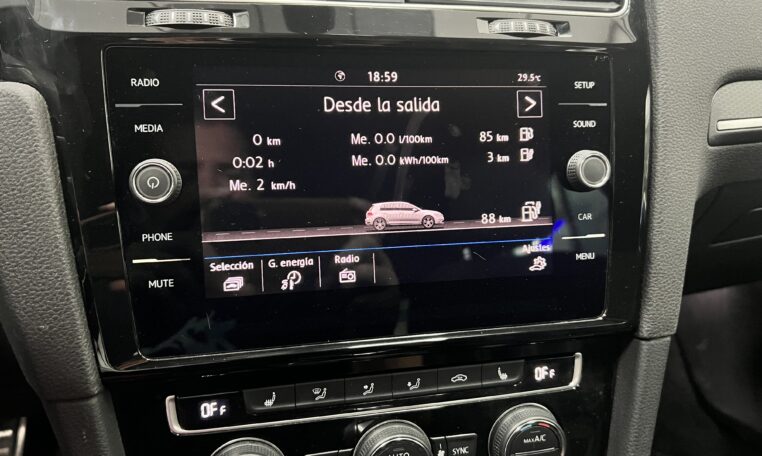 RADIO
MEDIA
PHONE
MUTE
18:59
29.5°C
Desde la salida
0 km
Me. 0.0 l/100km
85 km
0:02 h
Me. 0.0 kWh/100km
3 km
Me. 2 km/h
88 km
Selección
G. energía
Radio
Ajustes
SETUP
SOUND
CAR
MENU
OFF
OFF
AUTO
SYNC
MAX A/C